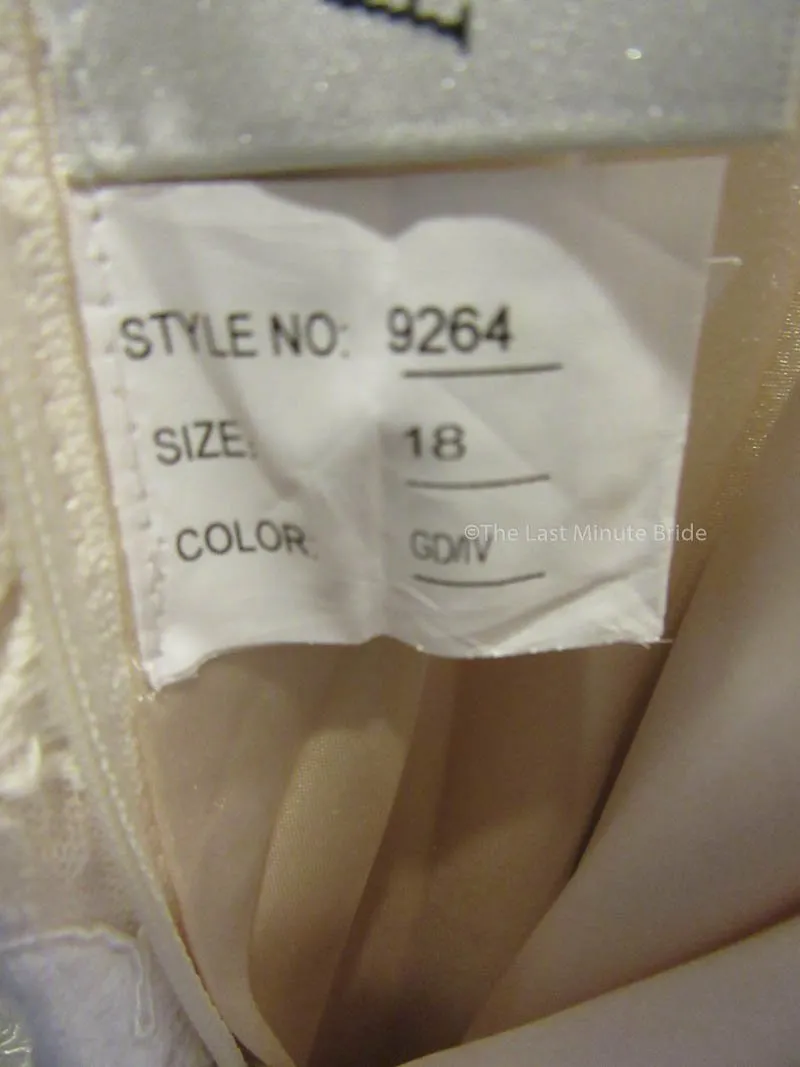 STYLE NO: 9264
SIZE: 18
COLOR: GD/IV
©The Last Minute Bride